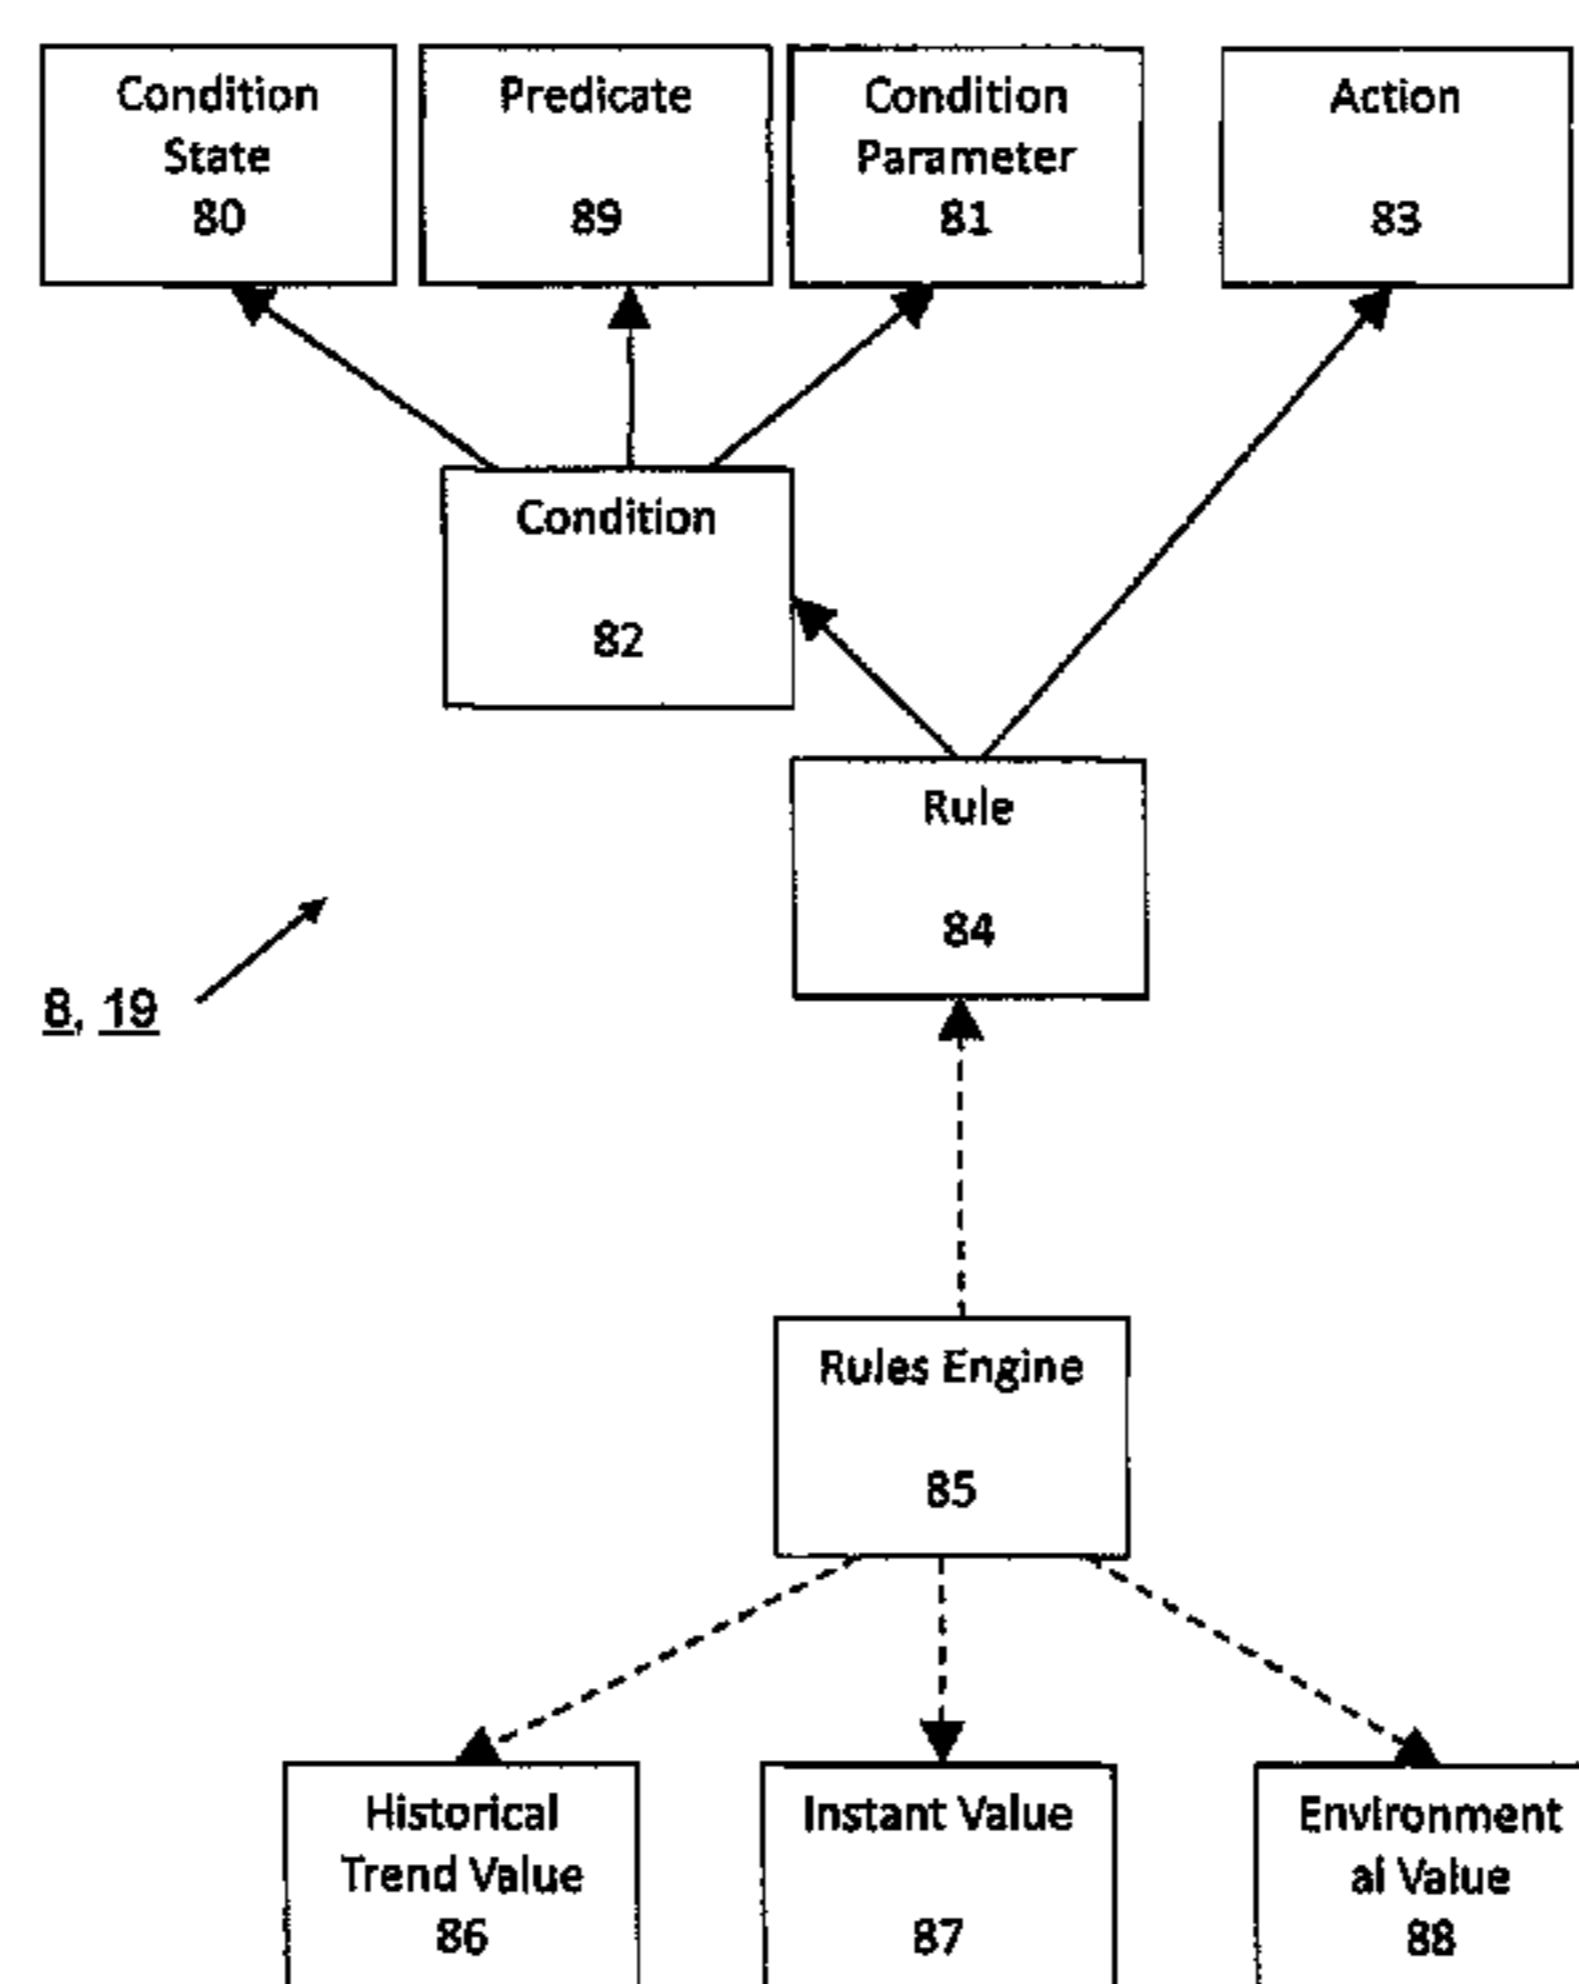 Condition
State
80
Predicate
89
Condition
Parameter
81
Action
83
Condition
82
Rule
84
8, 19
Rules Engine
85
Historical
Trend Value
86
Instant Value
87
Environment
al Value
88